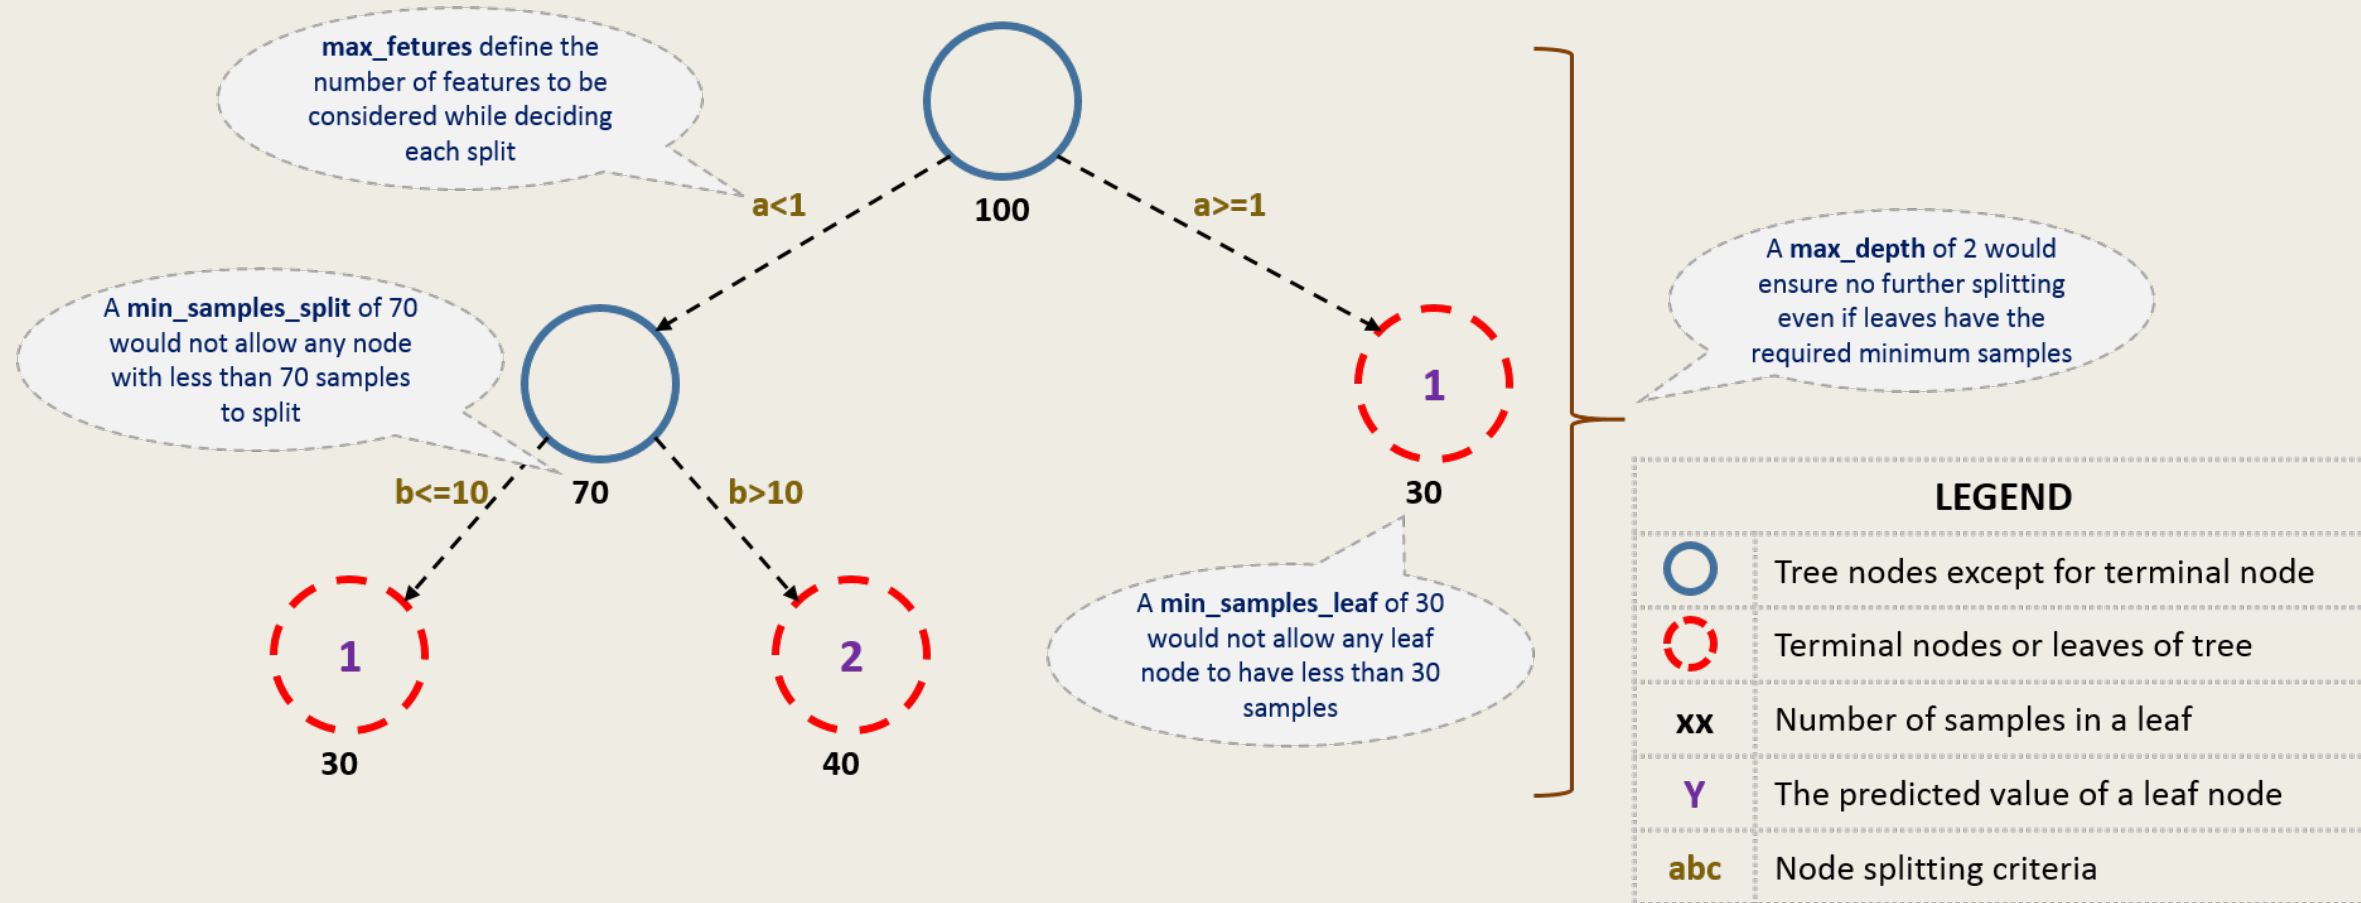 max_fetures define the
number of features to be
considered while deciding
each split
a<1
100
a>=1
A max_depth of 2 would
ensure no further splitting
even if leaves have the
required minimum samples
A min_samples_split of 70
would not allow any node
with less than 70 samples
to split
1
b<=10
70
b>10
30
1
30
2
40
A min_samples_leaf of 30
would not allow any leaf
node to have less than 30
samples
LEGEND
Tree nodes except for terminal node
Terminal nodes or leaves of tree
xx Number of samples in a leaf
Y The predicted value of a leaf node
abc Node splitting criteria